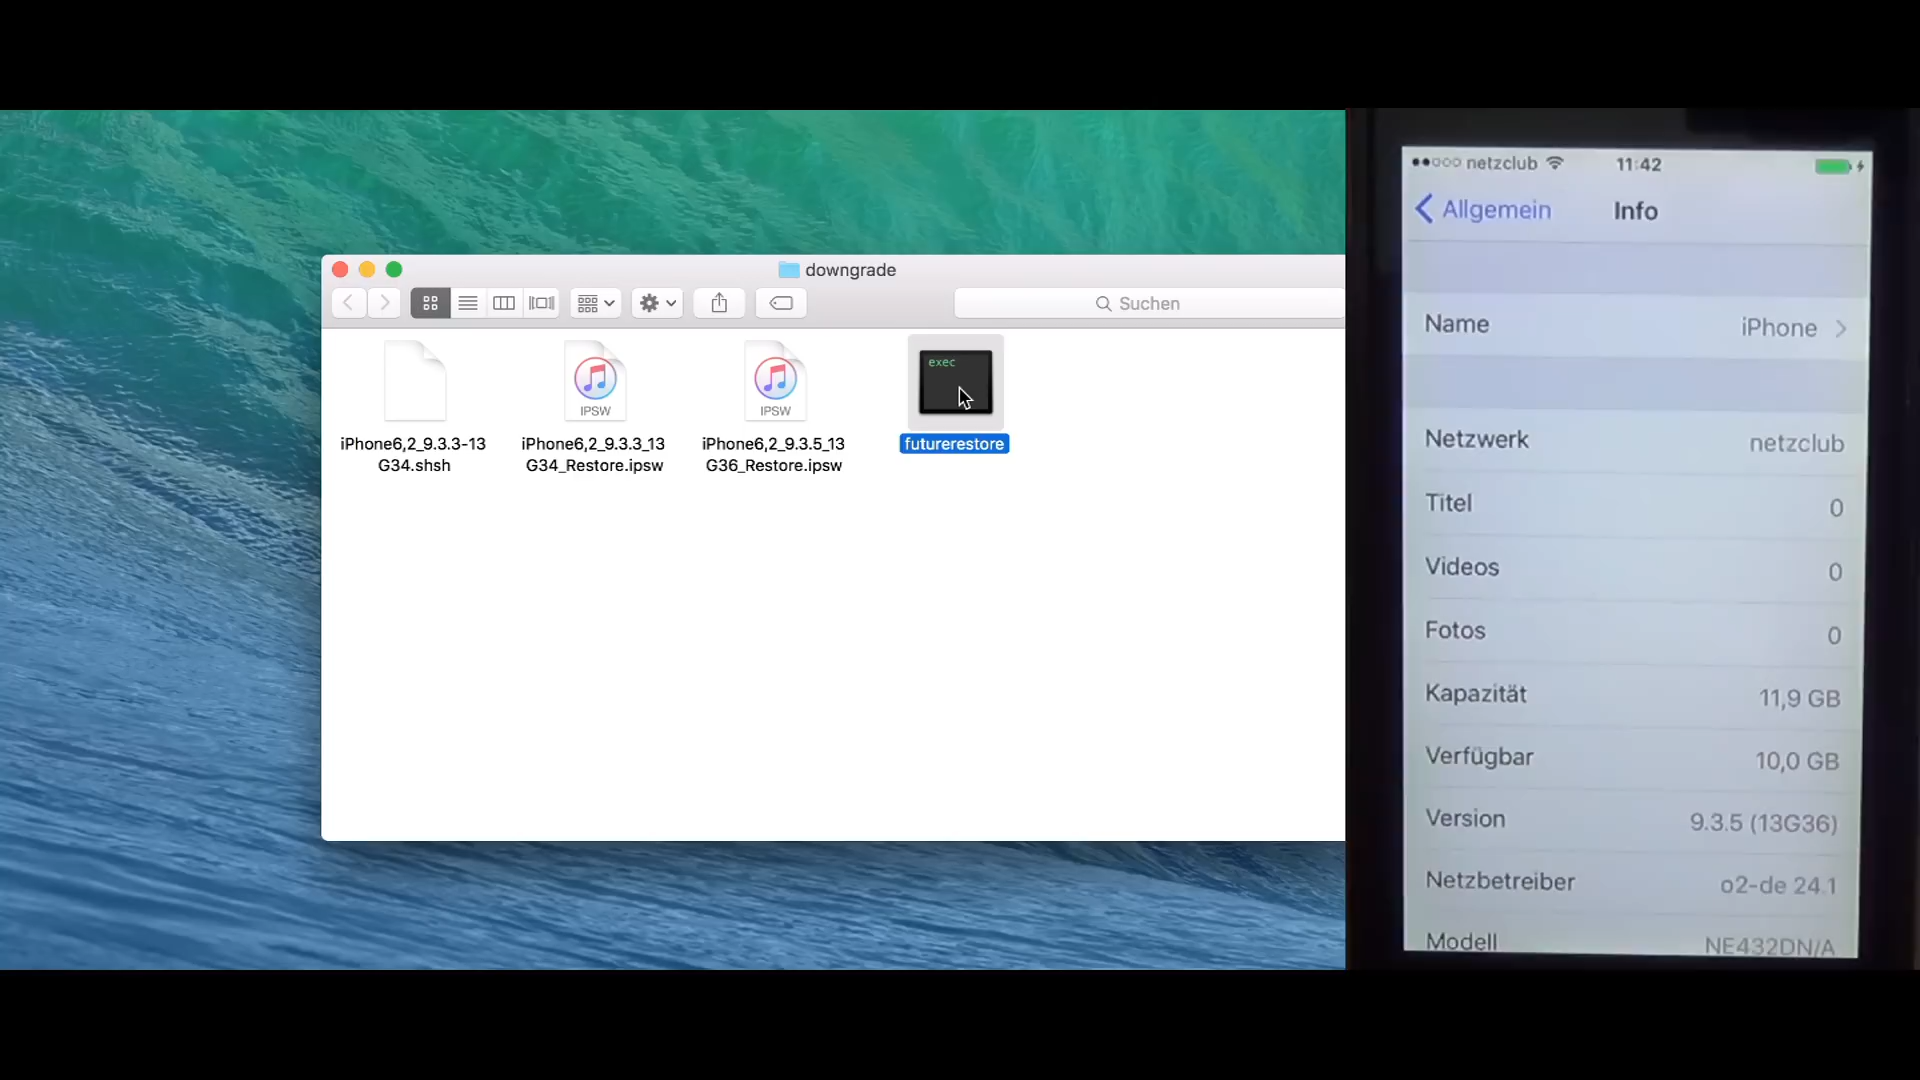 downgrade
Suchen
exec
IPSW
IPSW
iPhone6,2_9.3.3-13
G34.shsh
iPhone6,2_9.3.3_13
G34_Restore.ipsw
iPhone6,2_9.3.5_13
G36_Restore.ipsw
futurerestore
netzclub 11:42
Allgemein Info
Name iPhone
Netzwerk netzclub
Titel 0
Videos 0
Fotos 0
Kapazität 11,9 GB
Verfügbar 10,0 GB
Version 9.3.5 (13G36)
Netzbetreiber o2-de 24.1
Modell NE432DN/A